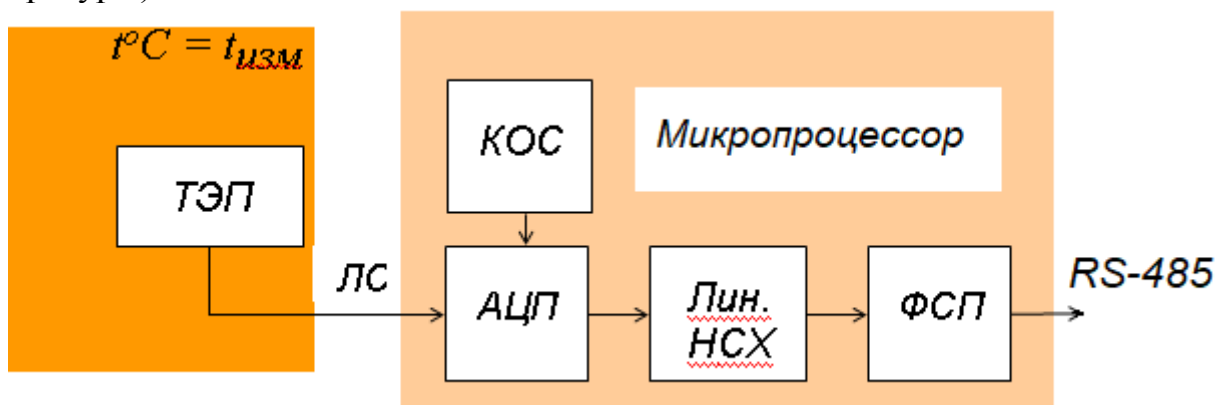 t°C = tизм
КОС
Микропроцессор
ТЭП
ЛС
АЦП
Лин.
НСХ
ФСП
RS-485